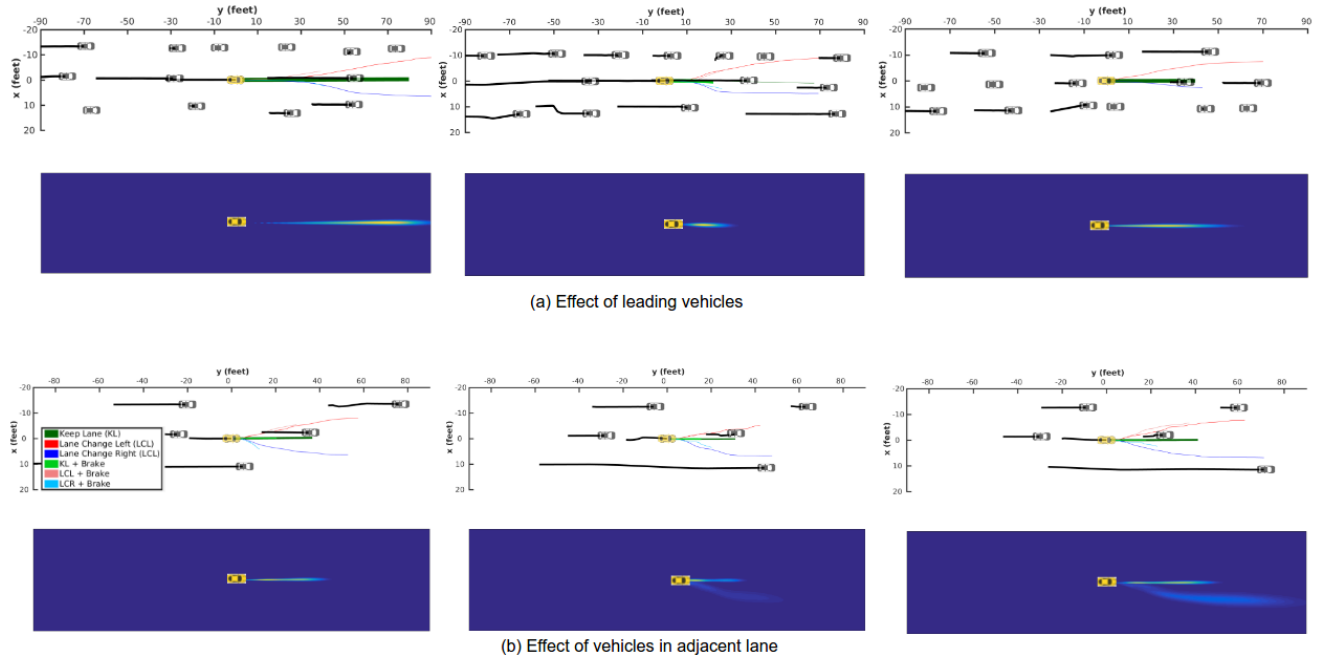 y (feet)
-90 -70 -50 -30 -10 10 30 50 70 90
-20
-10
0
10
20
x (feet)
y (feet)
-90 -70 -50 -30 -10 10 30 50 70 90
-20
-10
0
10
20
x (feet)
y (feet)
-90 -70 -50 -30 -10 10 30 50 70 90
-20
-10
0
10
20
x (feet)
(a) Effect of leading vehicles
y (feet)
-80 -60 -40 -20 0 20 40 60 80
-20
-10
0
10
20
x (feet)
Keep Lane (KL)
Lane Change Left (LCL)
Lane Change Right (LCL)
KL + Brake
LCL + Brake
LCR + Brake
y (feet)
-80 -60 -40 -20 0 20 40 60 80
-20
-10
0
10
20
x (feet)
y (feet)
-80 -60 -40 -20 0 20 40 60 80
-20
-10
0
10
20
x (feet)
(b) Effect of vehicles in adjacent lane